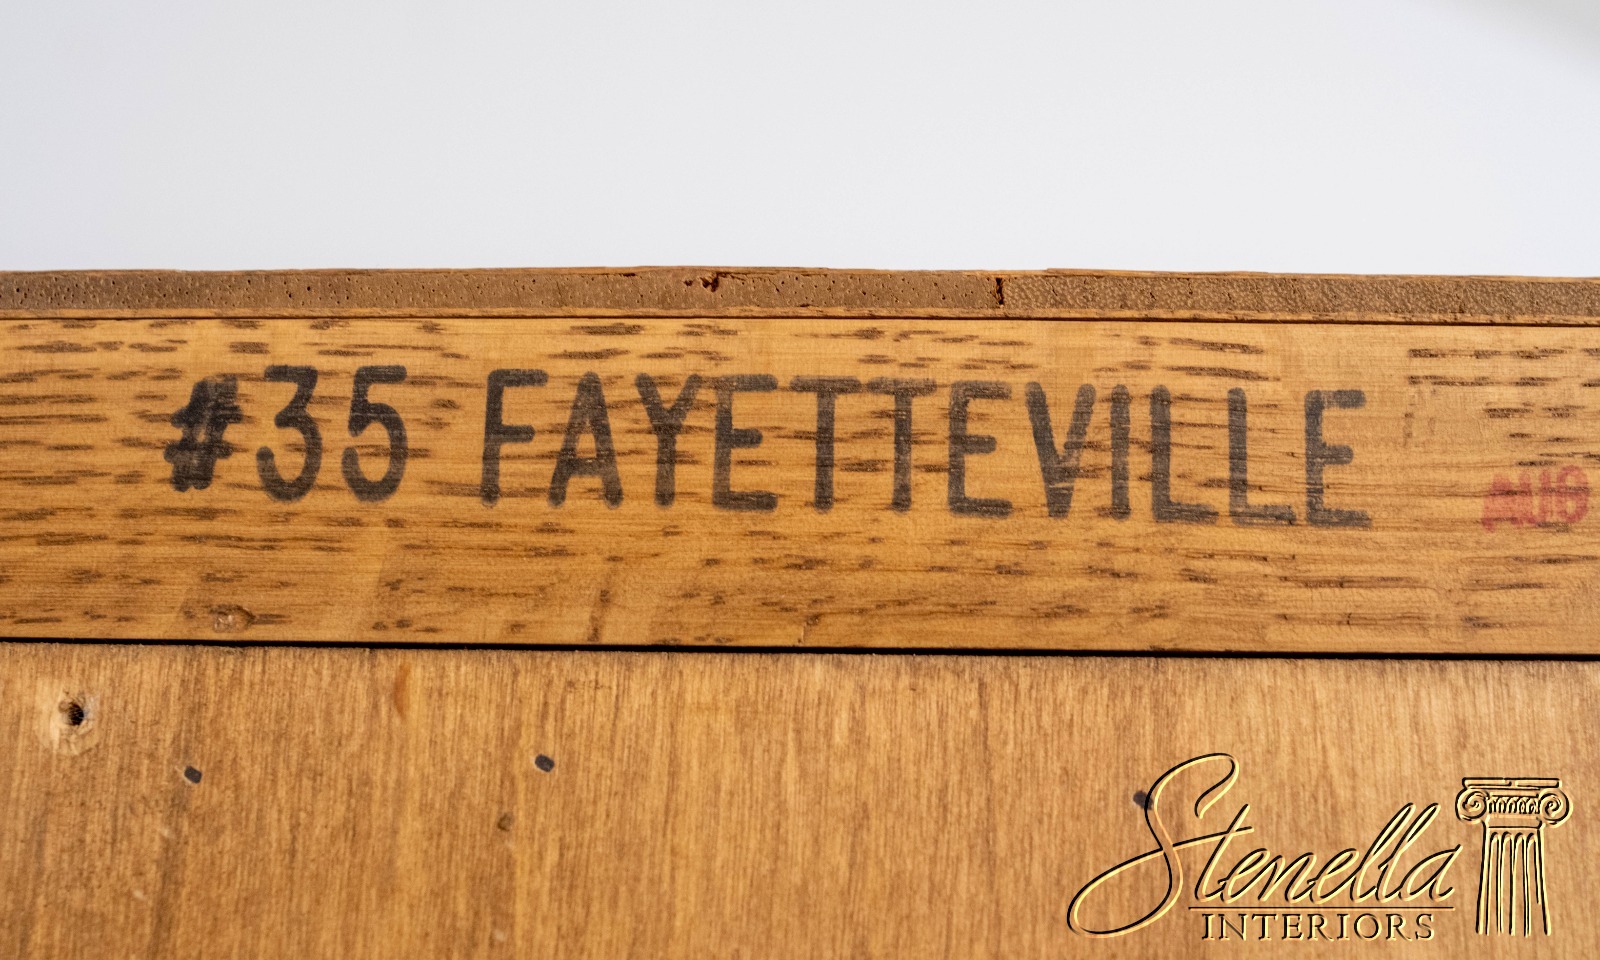 #35 FAYETTEVILLE
Stenella
INTERIORS